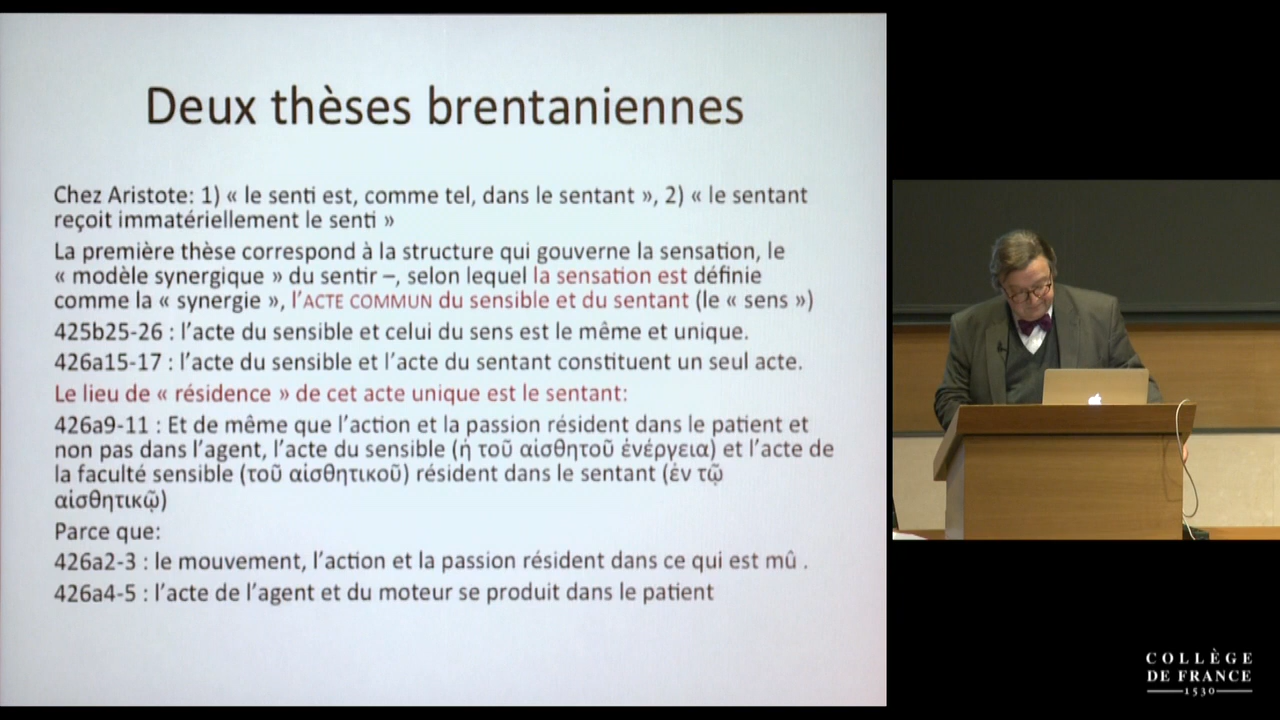 Deux thèses brentaniennes
Chez Aristote: 1) « le senti est, comme tel, dans le sentant », 2) « le sentant
reçoit immatériellement le senti »
La première thèse correspond à la structure qui gouverne la sensation, le
« modèle synergique » du sentir –, selon lequel la sensation est définie
comme la « synergie », l’ACTE COMMUN du sensible et du sentant (le « sens »)
425b25-26 : l’acte du sensible et celui du sens est le même et unique.
426a15-17 : l’acte du sensible et l’acte du sentant constituent un seul acte.
Le lieu de « résidence » de cet acte unique est le sentant:
426a9-11 : Et de même que l’action et la passion résident dans le patient et
non pas dans l’agent, l’acte du sensible (ἡ τοῦ αἰσθητοῦ ἐνέργεια) et l’acte de
la faculté sensible (τοῦ αἰσθητικοῦ) résident dans le sentant (ἐν τῷ
αἰσθητικῷ)
Parce que:
426a2-3 : le mouvement, l’action et la passion résident dans ce qui est mû .
426a4-5 : l’acte de l’agent et du moteur se produit dans le patient
COLLÈGE
DE FRANCE
1530